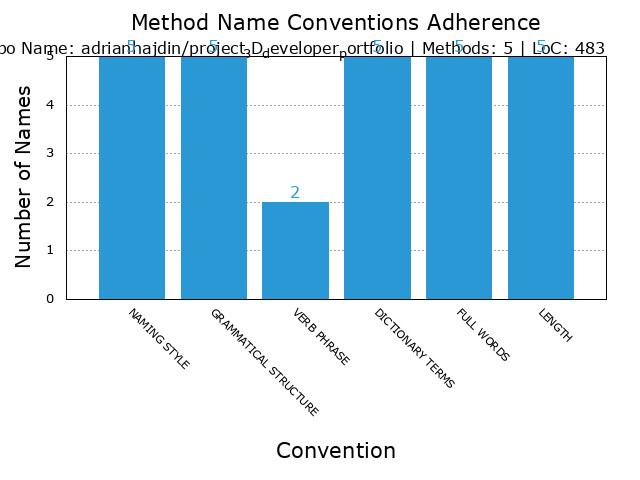 Method Name Conventions Adherence
po Name: adrianhajdin/project3Ddeveloperportfolio | Methods: 5 | LoC: 483
5 5 2 5 5 5
5
4
3
2
1
0
Number of Names
NAMING STYLE
GRAMMATICAL STRUCTURE
VERB PHRASE
DICTIONARY TERMS
FULL WORDS
LENGTH
Convention